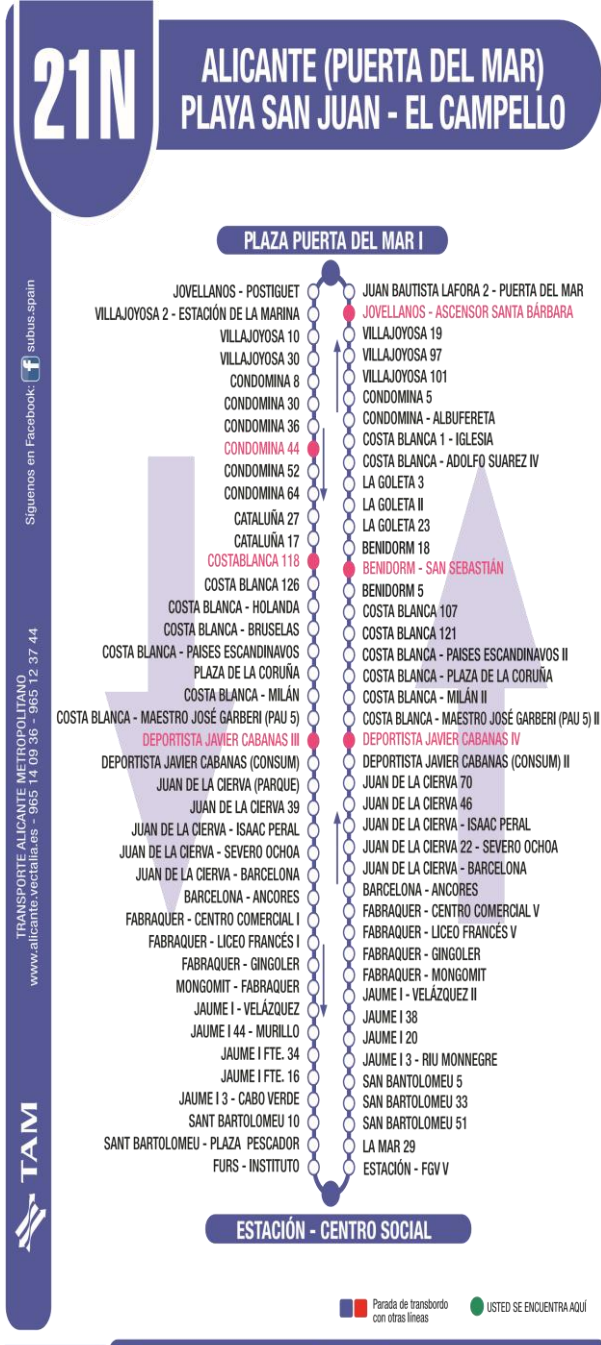 21N
ALICANTE (PUERTA DEL MAR)
PLAYA SAN JUAN - EL CAMPELLO
PLAZA PUERTA DEL MAR I
JOVELLANOS - POSTIGUET
VILLAJOYOSA 2 - ESTACIÓN DE LA MARINA
VILLAJOYOSA 10
VILLAJOYOSA 30
CONDOMINA 8
CONDOMINA 30
CONDOMINA 36
CONDOMINA 44
CONDOMINA 52
CONDOMINA 64
CATALUÑA 27
CATALUÑA 17
COSTABLANCA 118
COSTA BLANCA 126
COSTA BLANCA - HOLANDA
COSTA BLANCA - BRUSELAS
COSTA BLANCA - PAISES ESCANDINAVOS
PLAZA DE LA CORUÑA
COSTA BLANCA - MILÁN
COSTA BLANCA - MAESTRO JOSÉ GARBERI (PAU 5)
DEPORTISTA JAVIER CABANAS III
DEPORTISTA JAVIER CABANAS (CONSUM)
JUAN DE LA CIERVA (PARQUE)
JUAN DE LA CIERVA 39
JUAN DE LA CIERVA - ISAAC PERAL
JUAN DE LA CIERVA - SEVERO OCHOA
JUAN DE LA CIERVA - BARCELONA
BARCELONA - ANCORES
FABRAQUER - CENTRO COMERCIAL I
FABRAQUER - LICEO FRANCÉS I
FABRAQUER - GINGOLER
MONGOMIT - FABRAQUER
JAUME I - VELÁZQUEZ
JAUME I 44 - MURILLO
JAUME I FTE. 34
JAUME I FTE. 16
JAUME I 3 - CABO VERDE
SANT BARTOLOMEU 10
SANT BARTOLOMEU - PLAZA PESCADOR
FURS - INSTITUTO
JUAN BAUTISTA LAFORA 2 - PUERTA DEL MAR
JOVELLANOS - ASCENSOR SANTA BÁRBARA
VILLAJOYOSA 19
VILLAJOYOSA 97
VILLAJOYOSA 101
CONDOMINA 5
CONDOMINA - ALBUFERETA
COSTA BLANCA 1 - IGLESIA
COSTA BLANCA - ADOLFO SUAREZ IV
LA GOLETA 3
LA GOLETA II
LA GOLETA 23
BENIDORM 18
BENIDORM - SAN SEBASTIÁN
BENIDORM 5
COSTA BLANCA 107
COSTA BLANCA 121
COSTA BLANCA - PAISES ESCANDINAVOS II
COSTA BLANCA - PLAZA DE LA CORUÑA
COSTA BLANCA - MILÁN II
COSTA BLANCA - MAESTRO JOSÉ GARBERI (PAU 5) II
DEPORTISTA JAVIER CABANAS IV
DEPORTISTA JAVIER CABANAS (CONSUM) II
JUAN DE LA CIERVA 70
JUAN DE LA CIERVA 46
JUAN DE LA CIERVA - ISAAC PERAL
JUAN DE LA CIERVA 22 - SEVERO OCHOA
JUAN DE LA CIERVA - BARCELONA
BARCELONA - ANCORES
FABRAQUER - CENTRO COMERCIAL V
FABRAQUER - LICEO FRANCÉS V
FABRAQUER - GINGOLER
FABRAQUER - MONGOMIT
JAUME I - VELÁZQUEZ II
JAUME I 38
JAUME I 20
JAUME I 3 - RIU MONNEGRE
SAN BANTOLOMEU 5
SAN BARTOLOMEU 33
SAN BARTOLOMEU 51
LA MAR 29
ESTACIÓN - FGV V
ESTACIÓN - CENTRO SOCIAL
Parada de transbordo
con otras líneas
USTED SE ENCUENTRA AQUÍ
Síguenos en Facebook: f subus.spain
TRANSPORTE ALICANTE METROPOLITANO
www.alicante.vectalia.es - 965 14 09 36 - 965 12 37 44
TAM